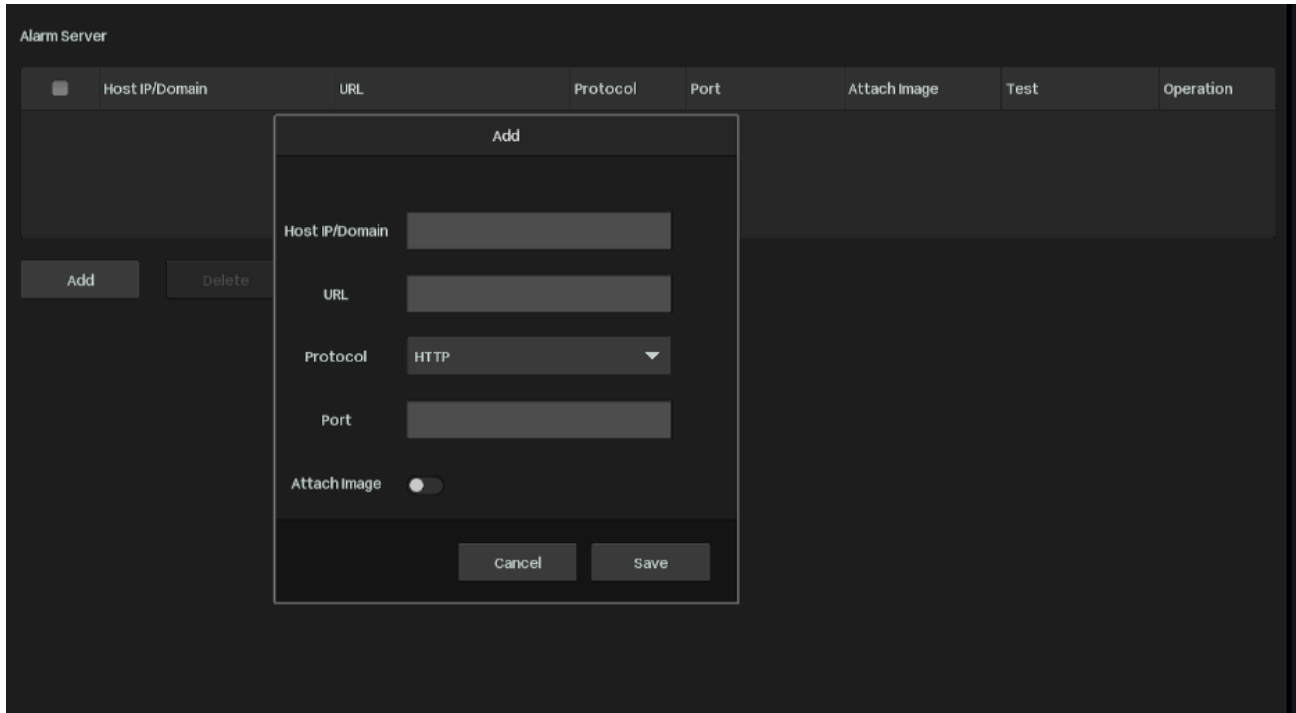 Alarm Server
Host IP/Domain URL Protocol Port Attach Image Test Operation
Add
Host IP/Domain
Add Delete
URL
Protocol HTTP
Port
Attach Image
Cancel Save